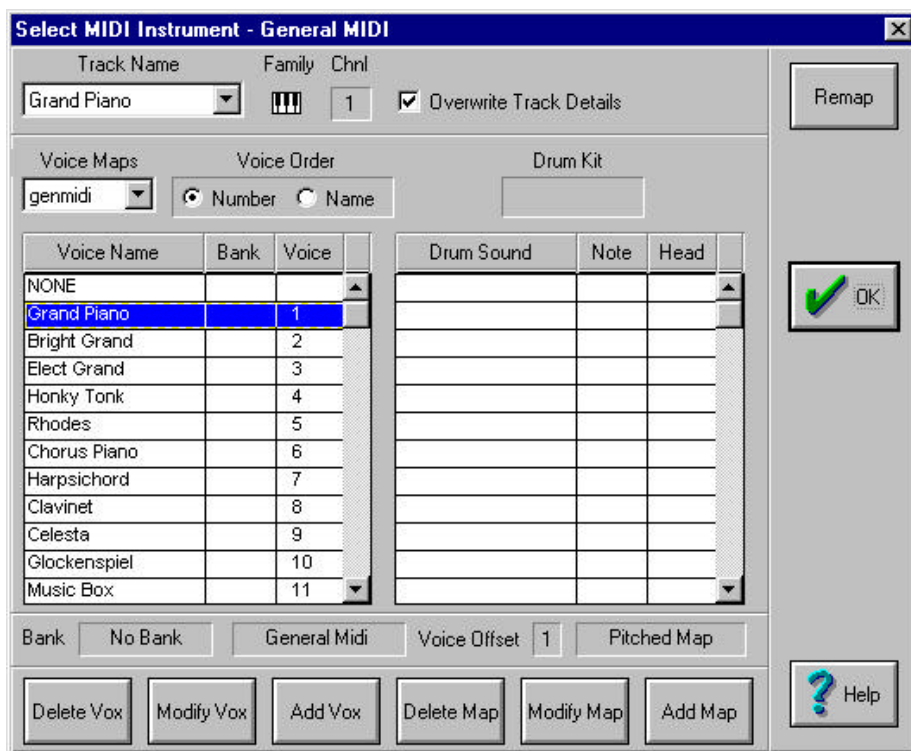 Select MIDI Instrument - General MIDI
Track Name Family Chnl
Grand Piano 1 Overwrite Track Details
Remap
Voice Maps Voice Order Drum Kit
genmidi Number Name
Voice Name Bank Voice Drum Sound Note Head
NONE
Grand Piano 1
Bright Grand 2
Elect Grand 3
Honky Tonk 4
Rhodes 5
Chorus Piano 6
Harpsichord 7
Clavinet 8
Celesta 9
Glockenspiel 10
Music Box 11
OK
Bank No Bank General Midi Voice Offset 1 Pitched Map
Delete Vox Modify Vox Add Vox Delete Map Modify Map Add Map
Help